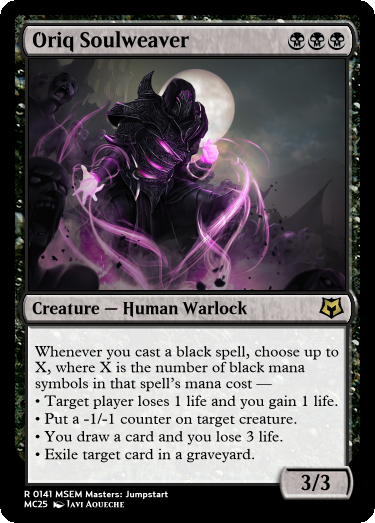 Oriq Soulweaver
Creature — Human Warlock
Whenever you cast a black spell, choose up to
X, where X is the number of black mana
symbols in that spell's mana cost —
• Target player loses 1 life and you gain 1 life.
• Put a -1/-1 counter on target creature.
• You draw a card and you lose 3 life.
• Exile target card in a graveyard.
3/3
R 0141 MSEM Masters: Jumpstart
MC25 Javi Aoueche